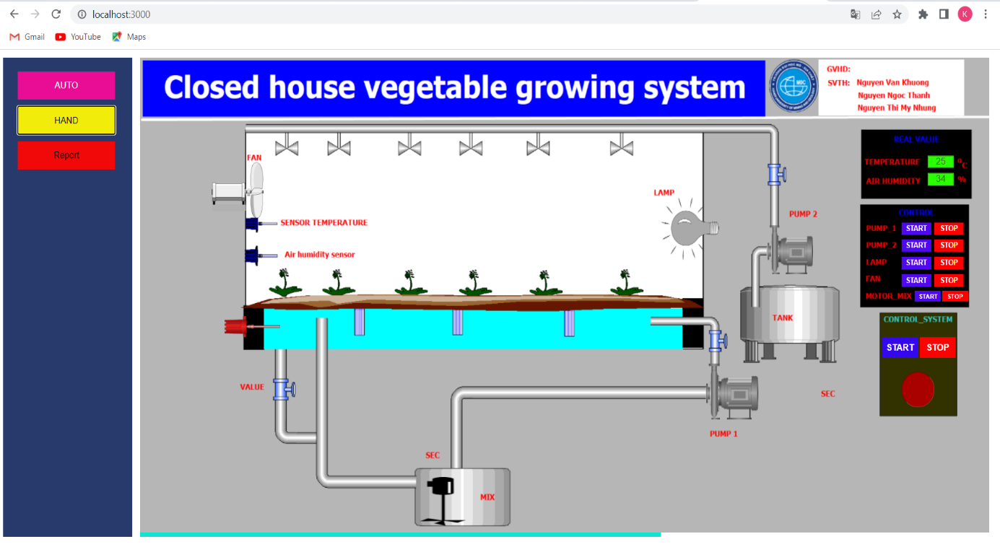 localhost:3000
K
Gmail YouTube Maps
AUTO
HAND
Report
Closed house vegetable growing system
GVHD:
SVTH: Nguyen Van Khuong
Nguyen Ngoc Thanh
Nguyen Thi My Nhung
REAL VALUE
TEMPERATURE 25 °C
AIR HUMIDITY 34 %
CONTROL
PUMP_1 START STOP
PUMP_2 START STOP
LAMP START STOP
FAN START STOP
MOTOR_MIX START STOP
CONTROL_SYSTEM
START STOP
FAN
LAMP
SENSOR TEMPERATURE
Air humidity sensor
PUMP 2
TANK
VALUE
SEC
PUMP 1
SEC
MIX